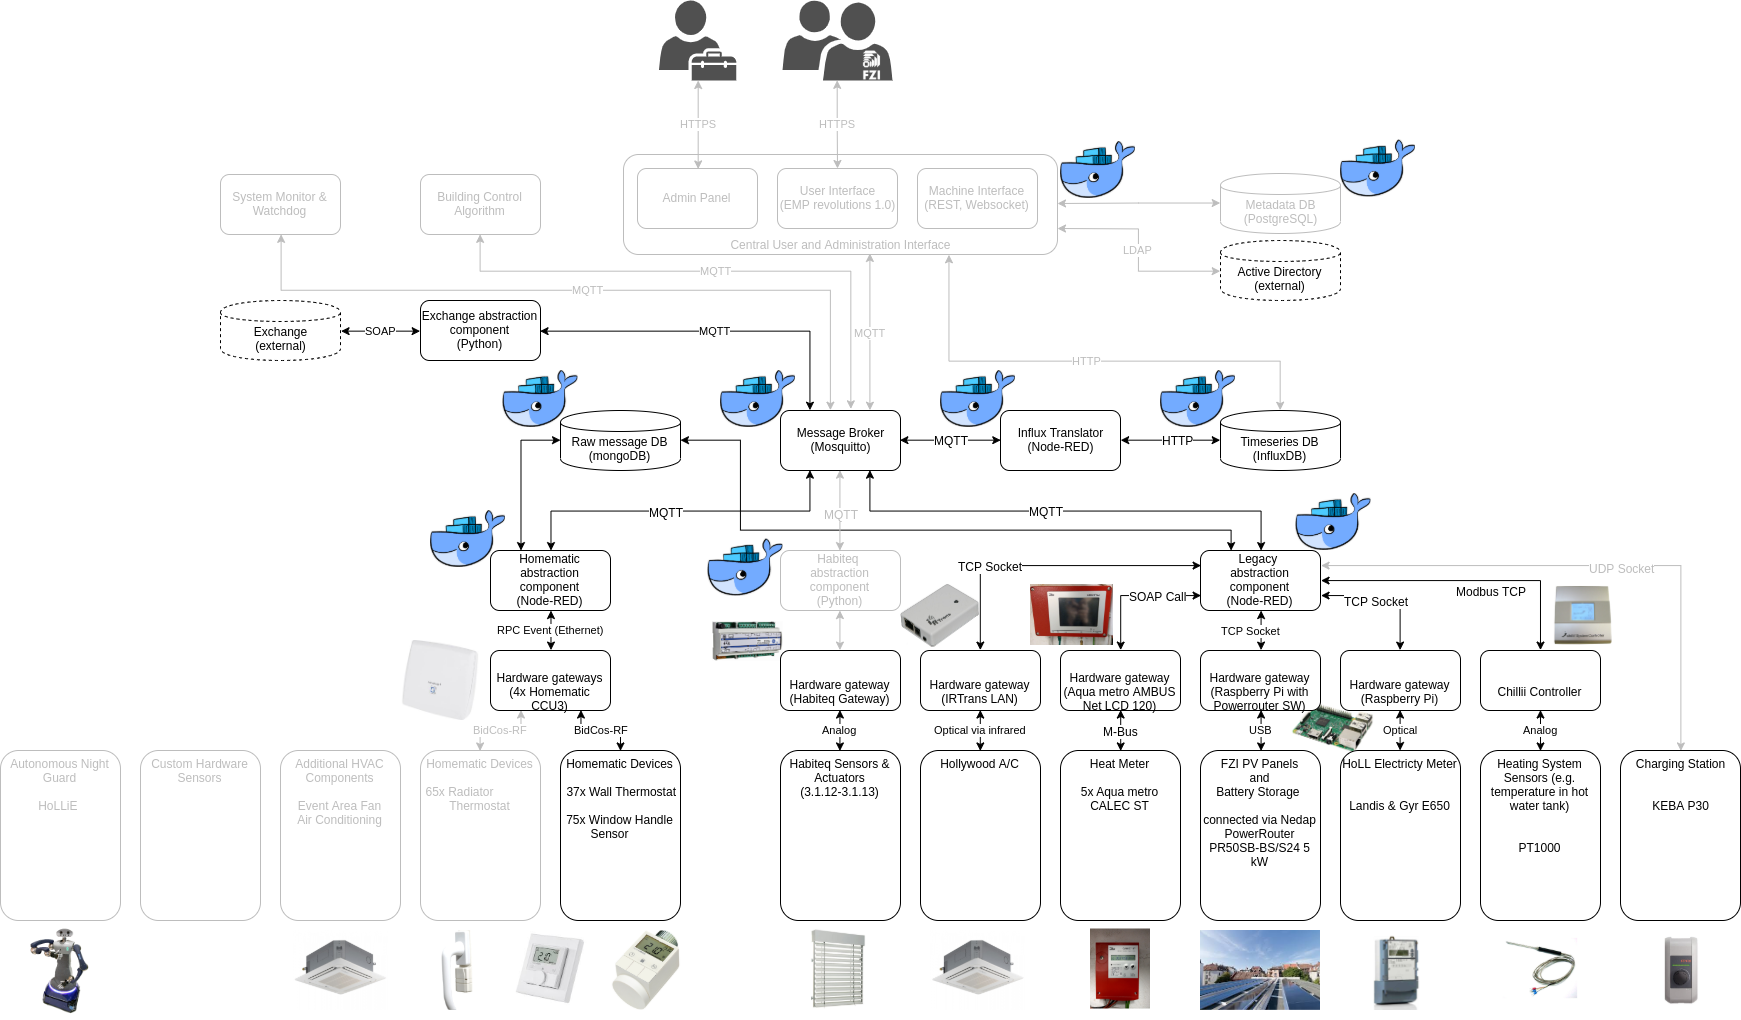 FZI
HTTPS
HTTPS
System Monitor &
Watchdog
Building Control
Algorithm
Admin Panel
User Interface
(EMP revolutions 1.0)
Machine Interface
(REST, Websocket)
Central User and Administration Interface
Metadata DB
(PostgreSQL)
LDAP
Active Directory
(external)
MQTT
MQTT
MQTT
Exchange
(external)
SOAP
Exchange abstraction
component
(Python)
MQTT
HTTP
Raw message DB
(mongoDB)
Message Broker
(Mosquitto)
MQTT
Influx Translator
(Node-RED)
HTTP
Timeseries DB
(InfluxDB)
MQTT
MQTT
MQTT
Homematic
abstraction
component
(Node-RED)
Habiteq
abstraction
component
(Python)
Legacy
abstraction
component
(Node-RED)
TCP Socket
SOAP Call
TCP Socket
TCP Socket
Modbus TCP
UDP Socket
RPC Event (Ethernet)
Hardware gateways
(4x Homematic
CCU3)
Hardware gateway
(Habiteq Gateway)
Hardware gateway
(IRTrans LAN)
Hardware gateway
(Aqua metro AMBUS
Net LCD 120)
Hardware gateway
(Raspberry Pi with
Powerrouter SW)
Hardware gateway
(Raspberry Pi)
Chillii Controller
BidCos-RF
BidCos-RF
Analog
Optical via infrared
M-Bus
USB
Optical
Analog
Autonomous Night
Guard
HoLLiE
Custom Hardware
Sensors
Additional HVAC
Components
Event Area Fan
Air Conditioning
Homematic Devices
65x Radiator
Thermostat
Homematic Devices
37x Wall Thermostat
75x Window Handle
Sensor
Habiteq Sensors &
Actuators
(3.1.12-3.1.13)
Hollywood A/C
Heat Meter
5x Aqua metro
CALEC ST
FZI PV Panels
and
Battery Storage
connected via Nedap
PowerRouter
PR50SB-BS/S24 5
kW
HoLL Electricty Meter
Landis & Gyr E650
Heating System
Sensors (e.g.
temperature in hot
water tank)
PT1000
Charging Station
KEBA P30